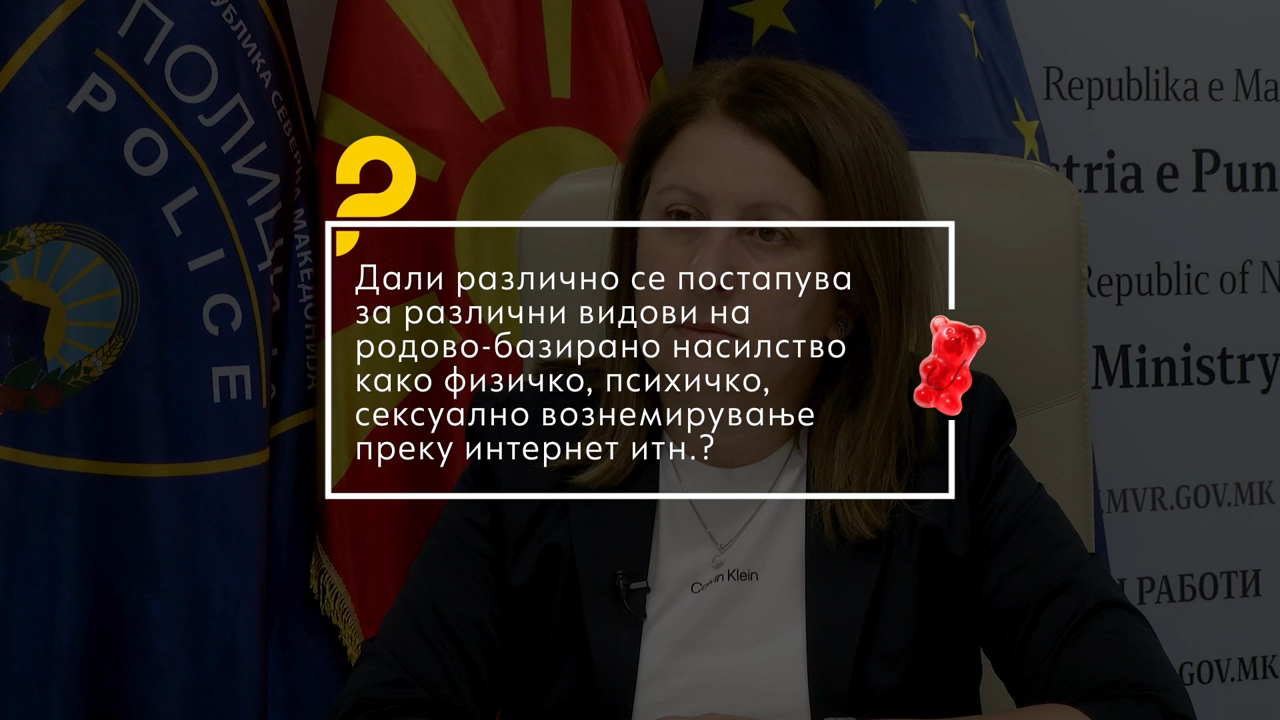 ПОЛИЦИЈА
POLICE
Republika e Ma
stria e Pun
Republic of N
Ministry
.MVR.GOV.MK
И РАБОТИ
.GOV.MK
Дали различно се постапува
за различни видови на
родово-базирано насилство
како физичко, психичко,
сексуално вознемирување
преку интернет итн.?
Calvin Klein